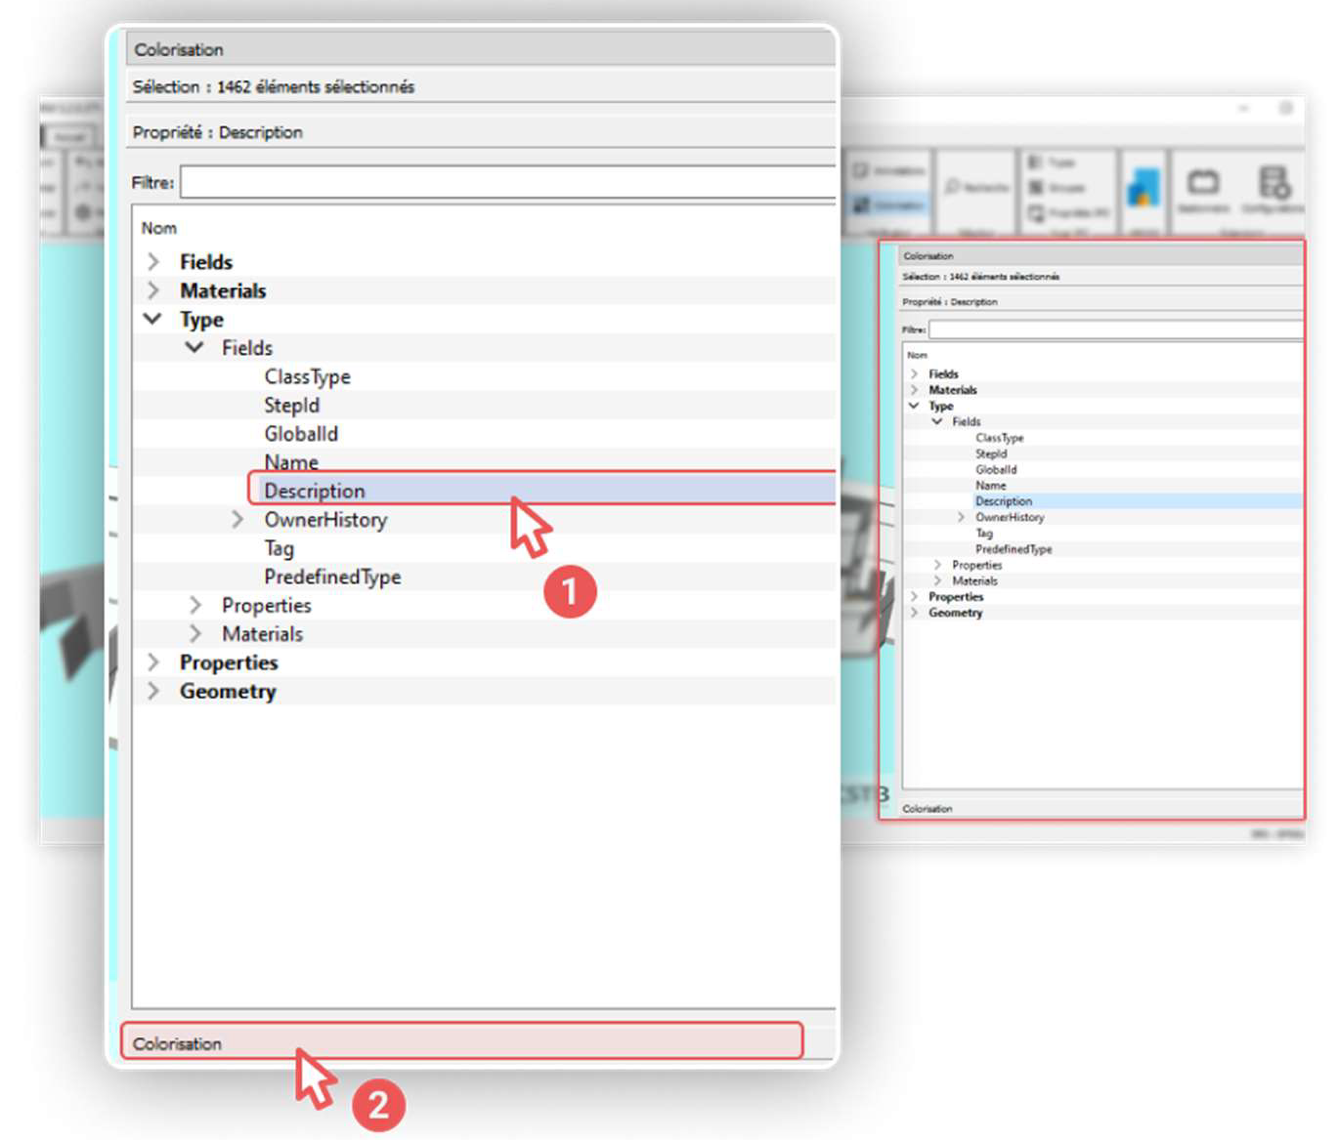 Colorisation
Sélection : 1462 éléments sélectionnés
Propriété : Description
Filtre:
Nom
Fields
Materials
Type
Fields
ClassType
StepId
GlobalId
Name
Description
OwnerHistory
Tag
PredefinedType
Properties
Materials
Properties
Geometry
Colorisation
1
2
Colorisation
Sélection : 1462 éléments sélectionnés
Propriété : Description
Filtre:
Nom
Fields
Materials
Type
Fields
ClassType
StepId
GlobalId
Name
Description
OwnerHistory
Tag
PredefinedType
Properties
Materials
Properties
Geometry
Colorisation